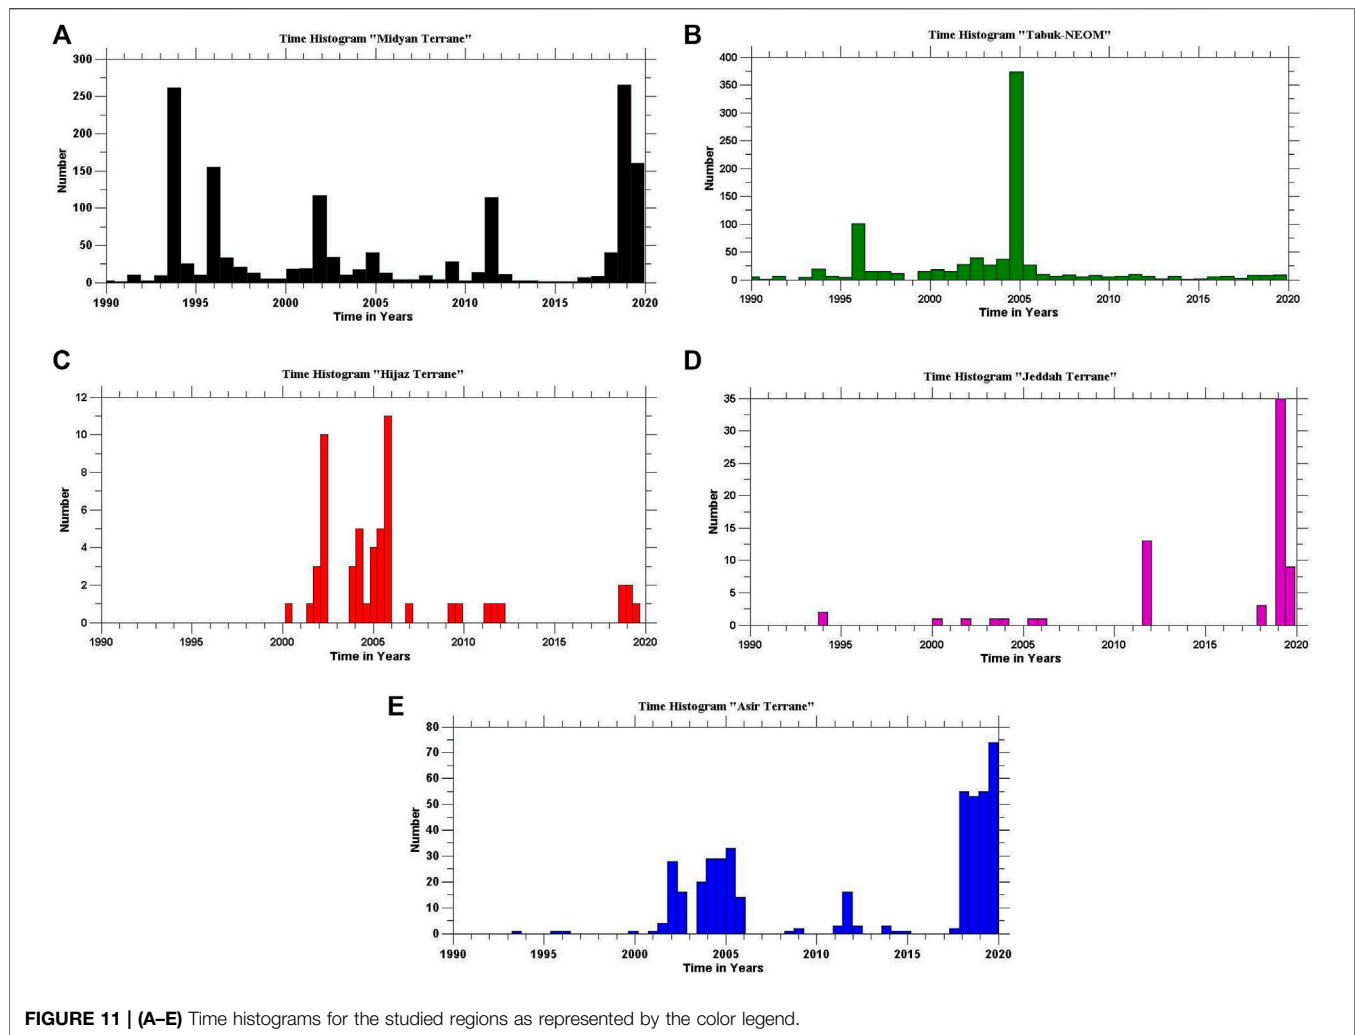 A
Time Histogram "Midyan Terrane"
300
250
200
150
100
50
0
Number
1990 1995 2000 2005 2010 2015 2020
Time in Years
B
Time Histogram "Tabuk-NEOM"
400
350
300
250
200
150
100
50
0
Number
1990 1995 2000 2005 2010 2015 2020
Time in Years
C
Time Histogram "Hijaz Terrane"
12
10
8
6
4
2
0
Number
1990 1995 2000 2005 2010 2015 2020
Time in Years
D
Time Histogram "Jeddah Terrane"
35
30
25
20
15
10
5
0
Number
1990 1995 2000 2005 2010 2015 2020
Time in Years
E
Time Histogram "Asir Terrane"
80
70
60
50
40
30
20
10
0
Number
1990 1995 2000 2005 2010 2015 2020
Time in Years
FIGURE 11 | (A–E) Time histograms for the studied regions as represented by the color legend.